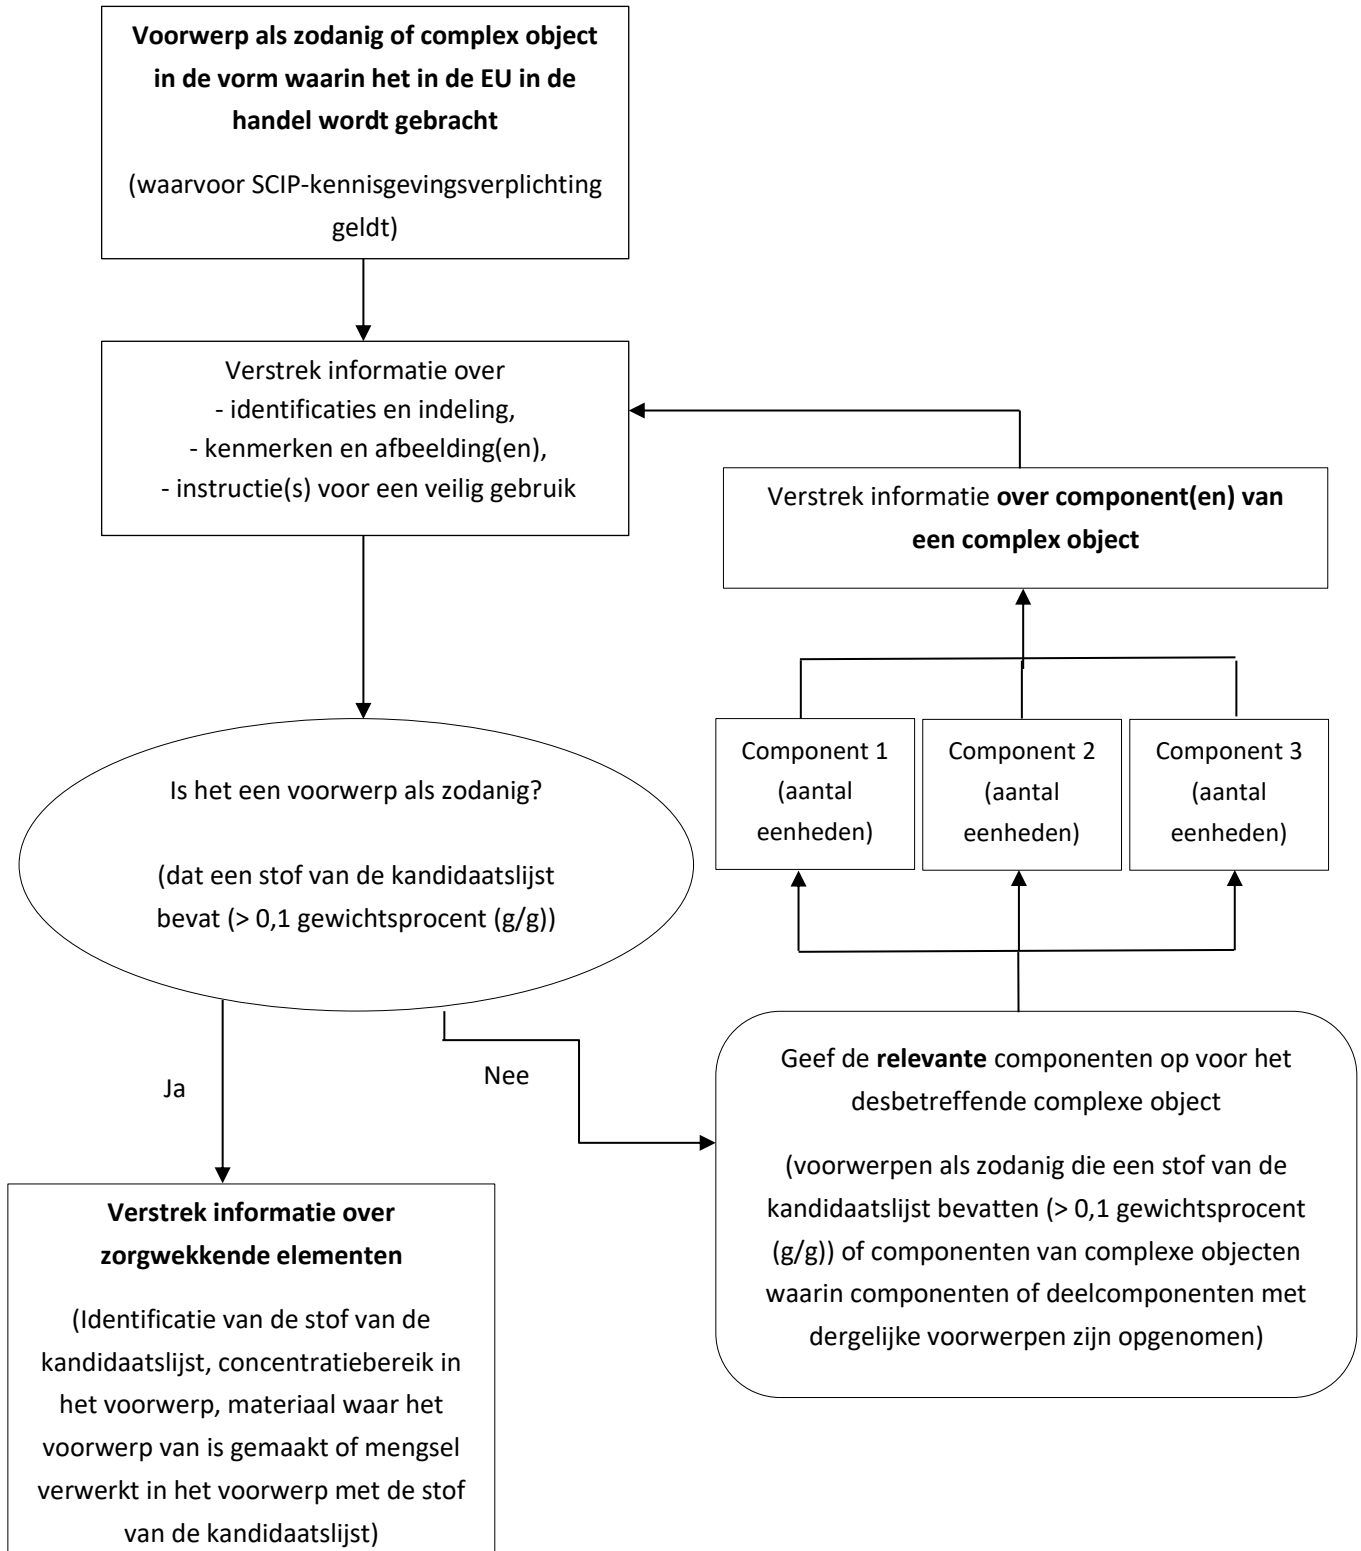 Voorwerp als zodanig of complex object
in de vorm waarin het in de EU in de
handel wordt gebracht
(waarvoor SCIP-kennisgevingsverplichting
geldt)
Verstrek informatie over
- identificaties en indeling,
- kenmerken en afbeelding(en),
- instructie(s) voor een veilig gebruik
Is het een voorwerp als zodanig?
(dat een stof van de kandidaatslijst
bevat (> 0,1 gewichtsprocent (g/g))
Ja
Nee
Verstrek informatie over
zorgwekkende elementen
(Identificatie van de stof van de
kandidaatslijst, concentratiebereik in
het voorwerp, materiaal waar het
voorwerp van is gemaakt of mengsel
verwerkt in het voorwerp met de stof
van de kandidaatslijst)
Geef de relevante componenten op voor het
desbetreffende complexe object
(voorwerpen als zodanig die een stof van de
kandidaatslijst bevatten (> 0,1 gewichtsprocent
(g/g)) of componenten van complexe objecten
waarin componenten of deelcomponenten met
dergelijke voorwerpen zijn opgenomen)
Component 1
(aantal
eenheden)
Component 2
(aantal
eenheden)
Component 3
(aantal
eenheden)
Verstrek informatie over component(en) van
een complex object